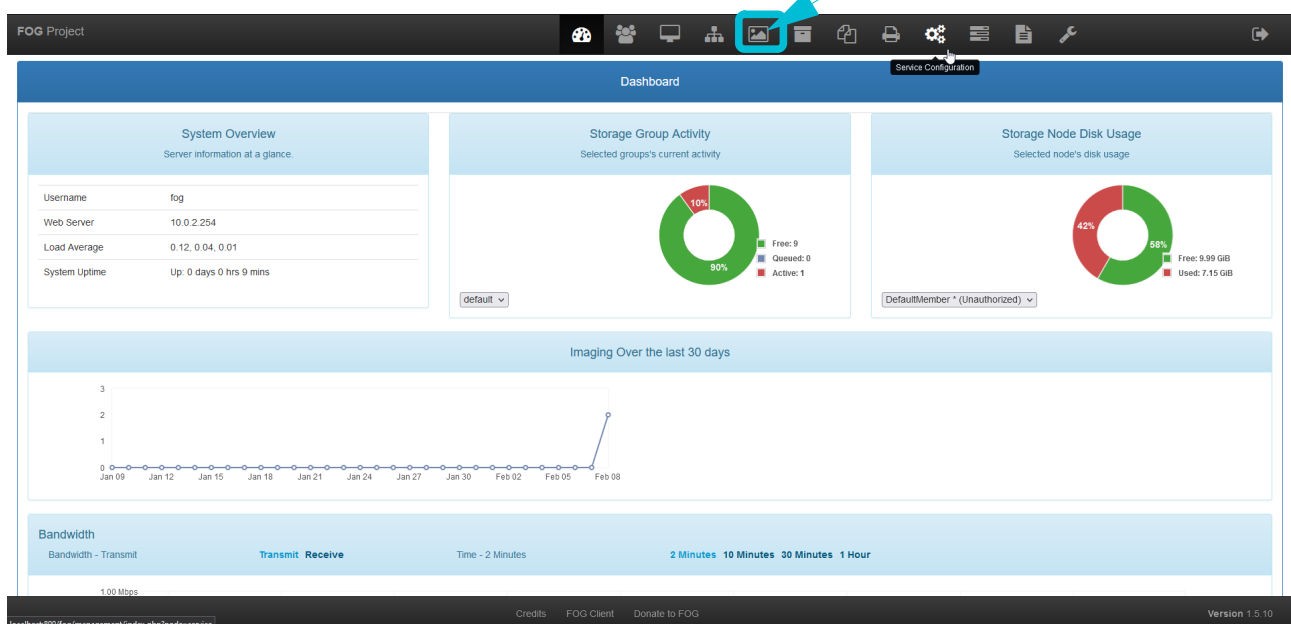 FOG Project
Service Configuration
Dashboard
System Overview
Server information at a glance.
Username fog
Web Server 10.0.2.254
Load Average 0.12, 0.04, 0.01
System Uptime Up: 0 days 0 hrs 9 mins
Storage Group Activity
Selected groups's current activity
10%
90%
Free: 9
Queued: 0
Active: 1
default
Storage Node Disk Usage
Selected node's disk usage
42%
58%
Free: 9.99 GiB
Used: 7.15 GiB
DefaultMember * (Unauthorized)
Imaging Over the last 30 days
3
2
1
0
Jan 09 Jan 12 Jan 15 Jan 18 Jan 21 Jan 24 Jan 27 Jan 30 Feb 02 Feb 05 Feb 08
Bandwidth
Bandwidth - Transmit Transmit Receive Time - 2 Minutes 2 Minutes 10 Minutes 30 Minutes 1 Hour
1.00 Mbps
Credits FOG Client Donate to FOG Version 1.5.10